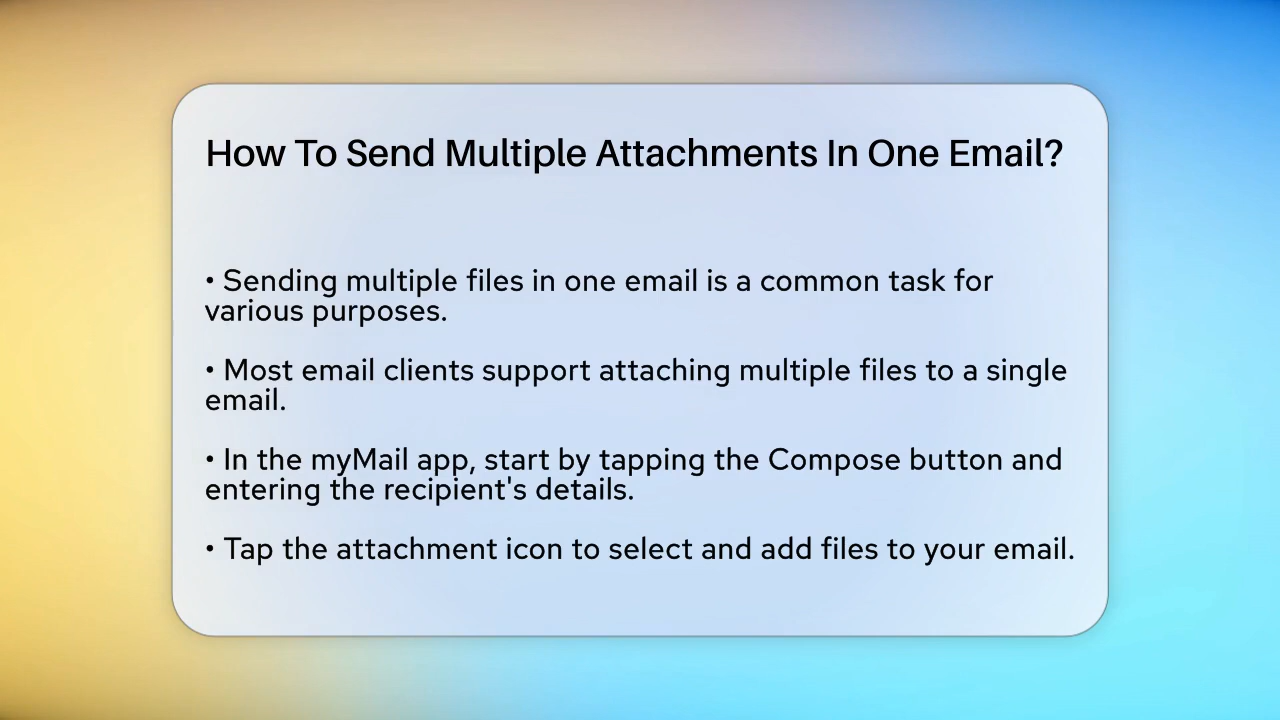 How To Send Multiple Attachments In One Email?
• Sending multiple files in one email is a common task for
various purposes.
• Most email clients support attaching multiple files to a single
email.
• In the myMail app, start by tapping the Compose button and
entering the recipient's details.
• Tap the attachment icon to select and add files to your email.